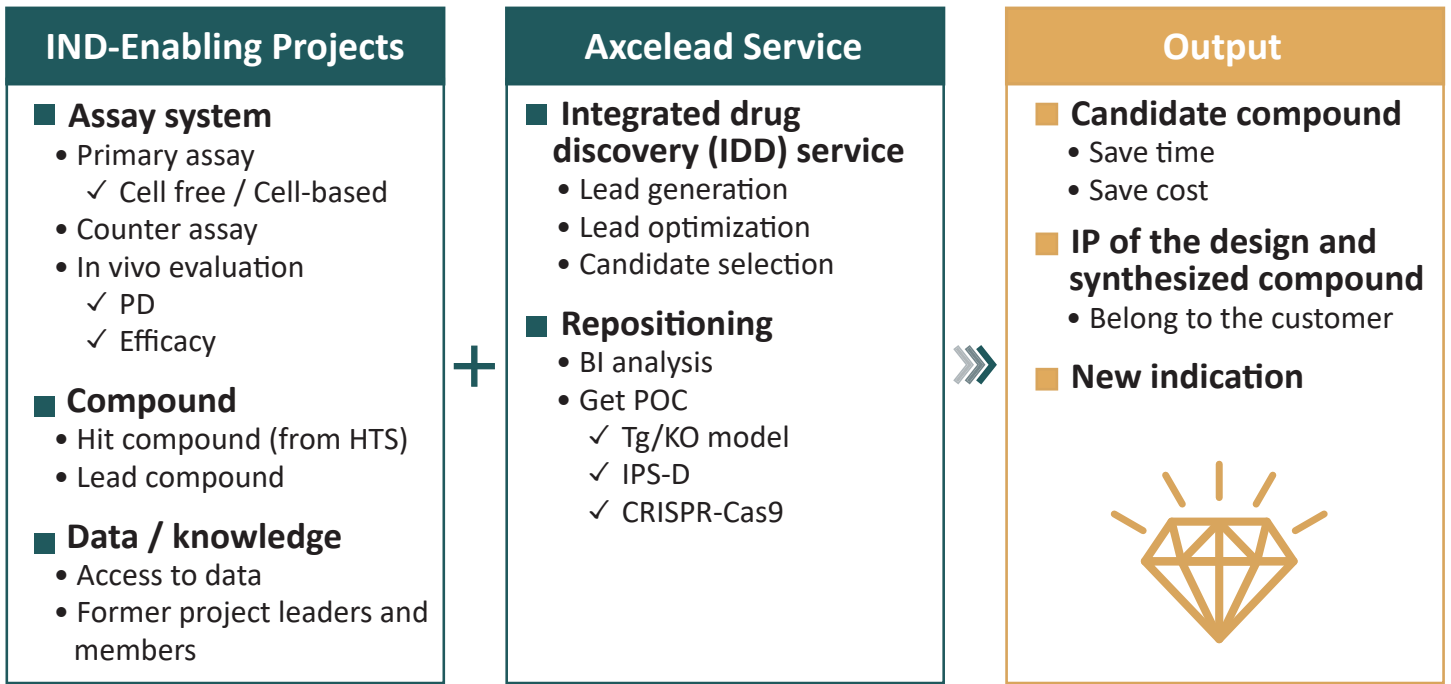 IND-Enabling Projects
■ Assay system
• Primary assay
✓ Cell free / Cell-based
• Counter assay
• In vivo evaluation
✓ PD
✓ Efficacy
■ Compound
• Hit compound (from HTS)
• Lead compound
■ Data / knowledge
• Access to data
• Former project leaders and
members
+
Axcelead Service
■ Integrated drug
discovery (IDD) service
• Lead generation
• Lead optimization
• Candidate selection
■ Repositioning
• BI analysis
• Get POC
✓ Tg/KO model
✓ IPS-D
✓ CRISPR-Cas9
Output
■ Candidate compound
• Save time
• Save cost
■ IP of the design and
synthesized compound
• Belong to the customer
■ New indication